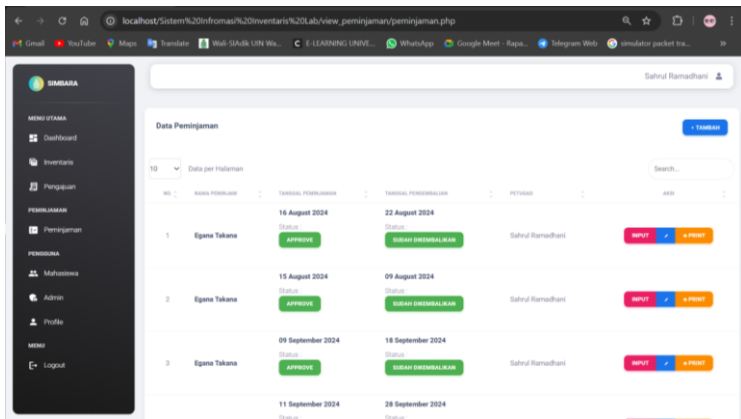 localhost/Sistem%20Infromasi%20Inventaris%20Lab/view_peminjaman/peminjaman.php
Gmail YouTube Maps Translate Wali-SIAdik UIN Wa... E-LEARNING UNIVE... WhatsApp Google Meet - Rapa... Telegram Web simulator packet tra...
SIMBARA
Sahrul Ramadhani
MENU UTAMA
Dashboard
Inventaris
Pengajuan
PEMINJAMAN
Peminjaman
PENGGUNA
Mahasiswa
Admin
Profile
MENU
Logout
Data Peminjaman
+ TAMBAH
10 Data per Halaman
Search...
NO. NAMA PEMINJAM TANGGAL PEMINJAMAN TANGGAL PENGEMBALIAN PETUGAS AKSI
16 August 2024 22 August 2024
Status : Status :
1 Egana Takana APPROVE SUDAH DIKEMBALIKAN Sahrul Ramadhani INPUT PRINT
15 August 2024 09 August 2024
Status : Status :
2 Egana Takana APPROVE SUDAH DIKEMBALIKAN Sahrul Ramadhani INPUT PRINT
09 September 2024 18 September 2024
Status : Status :
3 Egana Takana APPROVE SUDAH DIKEMBALIKAN Sahrul Ramadhani INPUT PRINT
11 September 2024 28 September 2024
Status : Status :